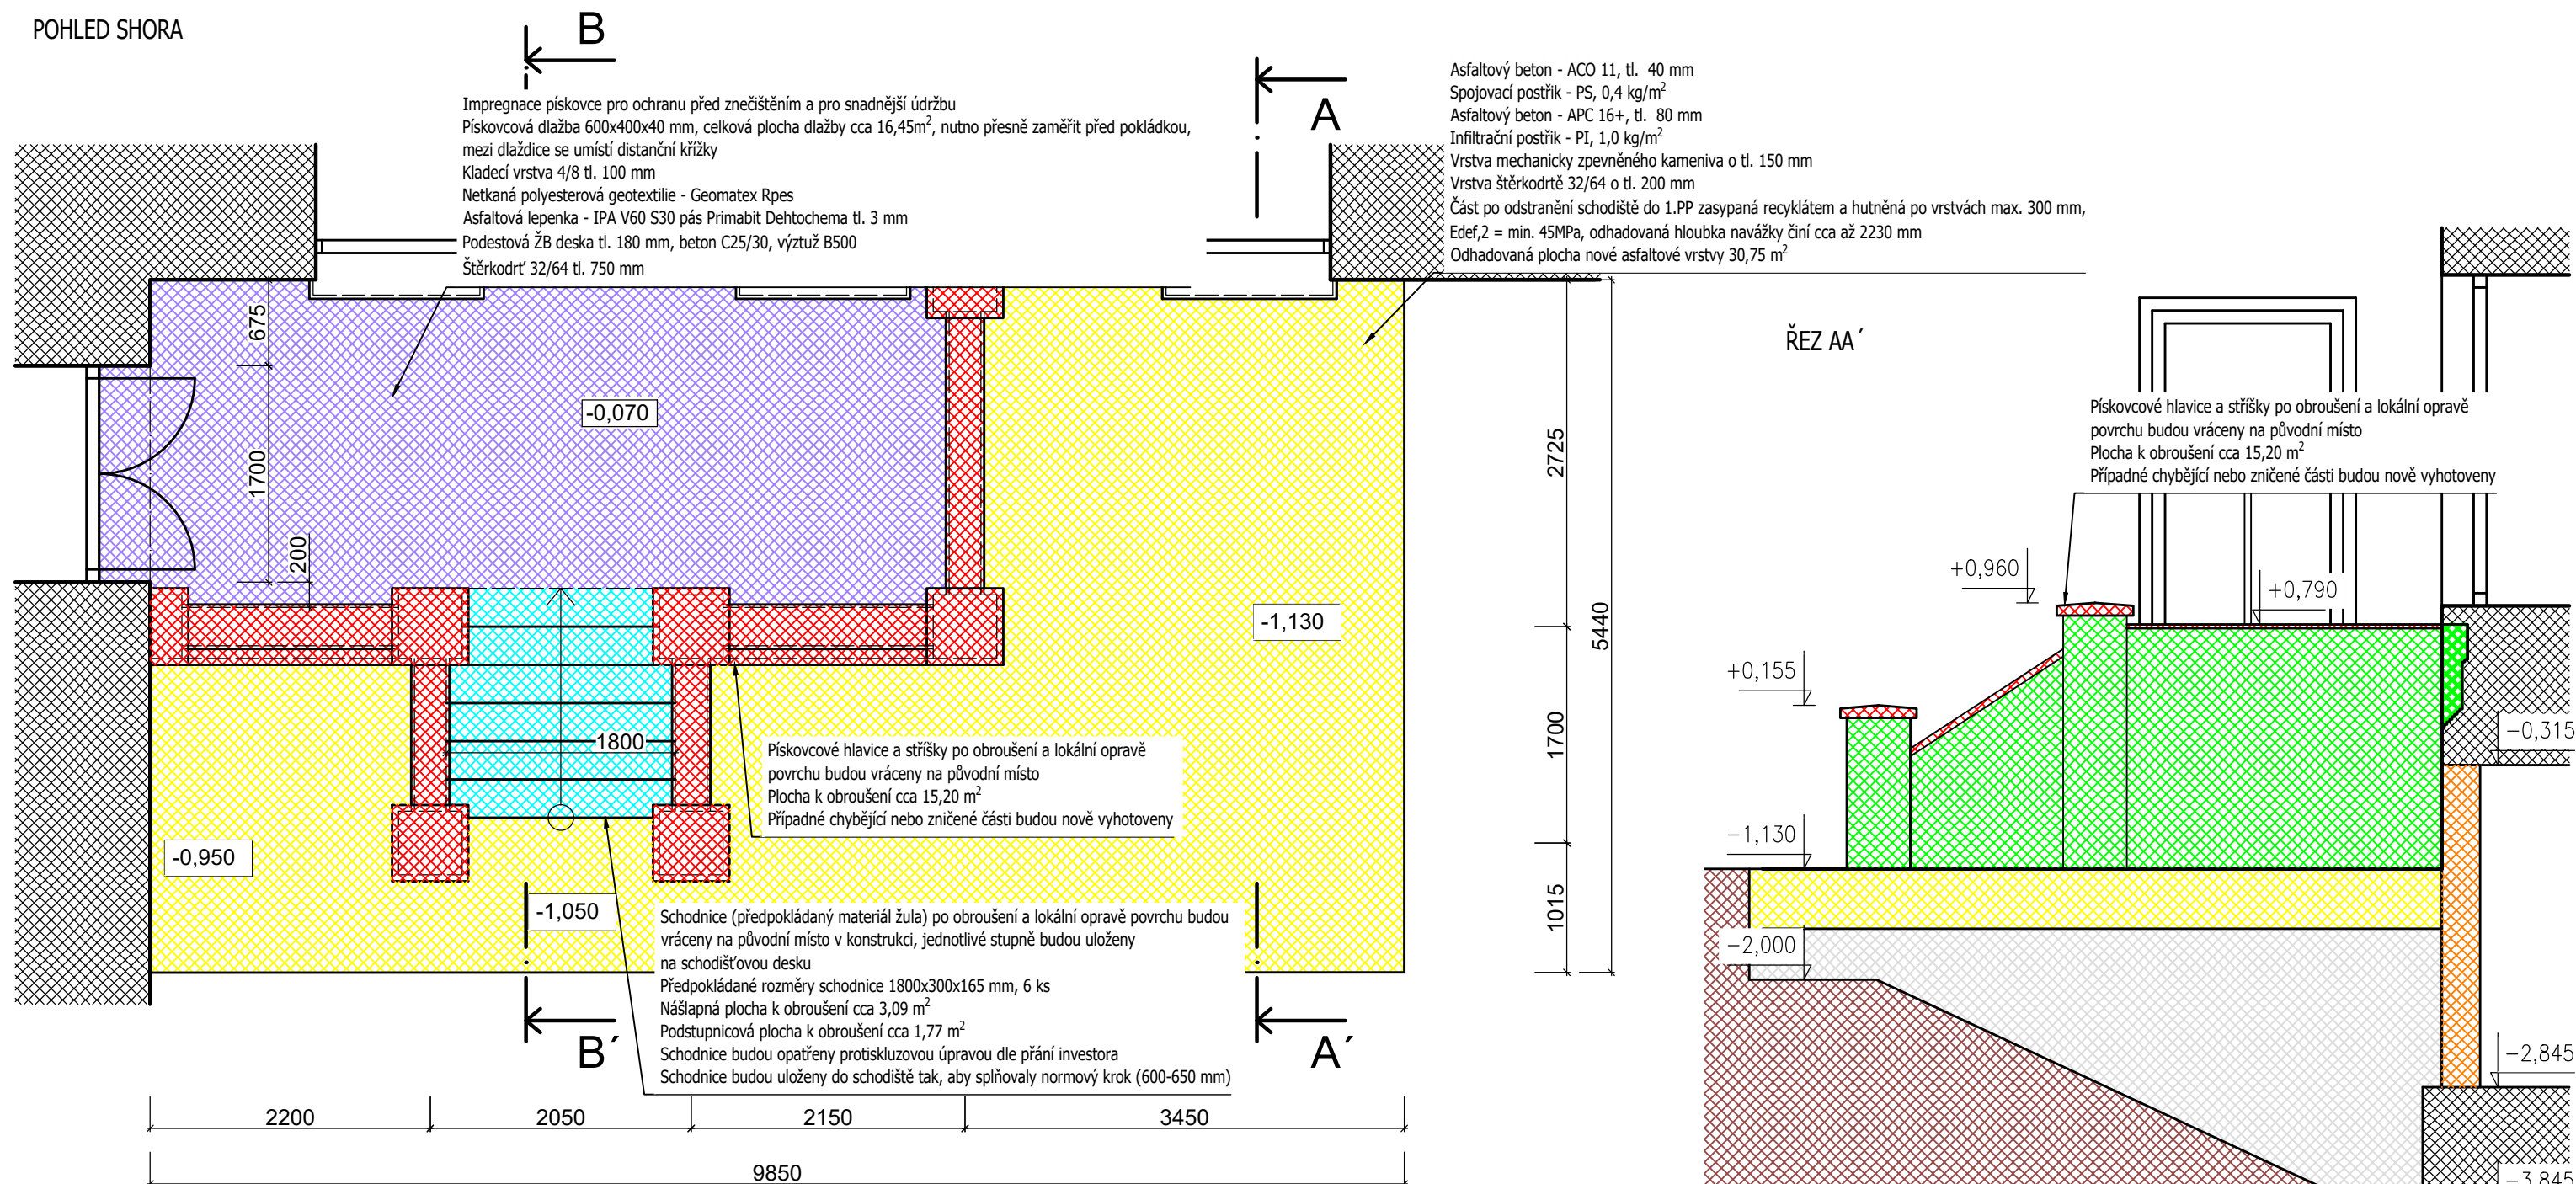 POHLED SHORA
B
A
Impregnace pískovce pro ochranu před znečištěním a pro snadnější údržbu
Pískovcová dlažba 600x400x40 mm, celková plocha dlažby cca 16,45m², nutno přesně zaměřit před pokládkou,
mezi dlaždice se umístí distanční křížky
Kladecí vrstva 4/8 tl. 100 mm
Netkaná polyesterová geotextilie - Geomatex Rpes
Asfaltová lepenka - IPA V60 S30 pás Primabit Dehtochema tl. 3 mm
Podestová ŽB deska tl. 180 mm, beton C25/30, výztuž B500
Štěrkodrť 32/64 tl. 750 mm
Asfaltový beton - ACO 11, tl. 40 mm
Spojovací postřik - PS, 0,4 kg/m²
Asfaltový beton - APC 16+, tl. 80 mm
Infiltrační postřik - PI, 1,0 kg/m²
Vrstva mechanicky zpevněného kameniva o tl. 150 mm
Vrstva štěrkodrtě 32/64 o tl. 200 mm
Část po odstranění schodiště do 1.PP zasypaná recyklátem a hutněná po vrstvách max. 300 mm,
Edef,2 = min. 45MPa, odhadovaná hloubka navážky činí cca až 2230 mm
Odhadovaná plocha nové asfaltové vrstvy 30,75 m²
675
1700
200
-0,070
-1,130
1800
-0,950
-1,050
Pískovcové hlavice a stříšky po obroušení a lokální opravě
povrchu budou vráceny na původní místo
Plocha k obroušení cca 15,20 m²
Případné chybějící nebo zničené části budou nově vyhotoveny
Schodnice (předpokládaný materiál žula) po obroušení a lokální opravě povrchu budou
vráceny na původní místo v konstrukci, jednotlivé stupně budou uloženy
na schodišťovou desku
Předpokládané rozměry schodnice 1800x300x165 mm, 6 ks
Nášlapná plocha k obroušení cca 3,09 m²
Podstupnicová plocha k obroušení cca 1,77 m²
Schodnice budou opatřeny protiskluzovou úpravou dle přání investora
Schodnice budou uloženy do schodiště tak, aby splňovaly normový krok (600-650 mm)
B´
A´
2200
2050
2150
3450
9850
2725
1700
1015
5440
ŘEZ AA´
Pískovcové hlavice a stříšky po obroušení a lokální opravě
povrchu budou vráceny na původní místo
Plocha k obroušení cca 15,20 m²
Případné chybějící nebo zničené části budou nově vyhotoveny
+0,960
+0,790
+0,155
-0,315
-1,130
-2,000
-2,845
-3,845